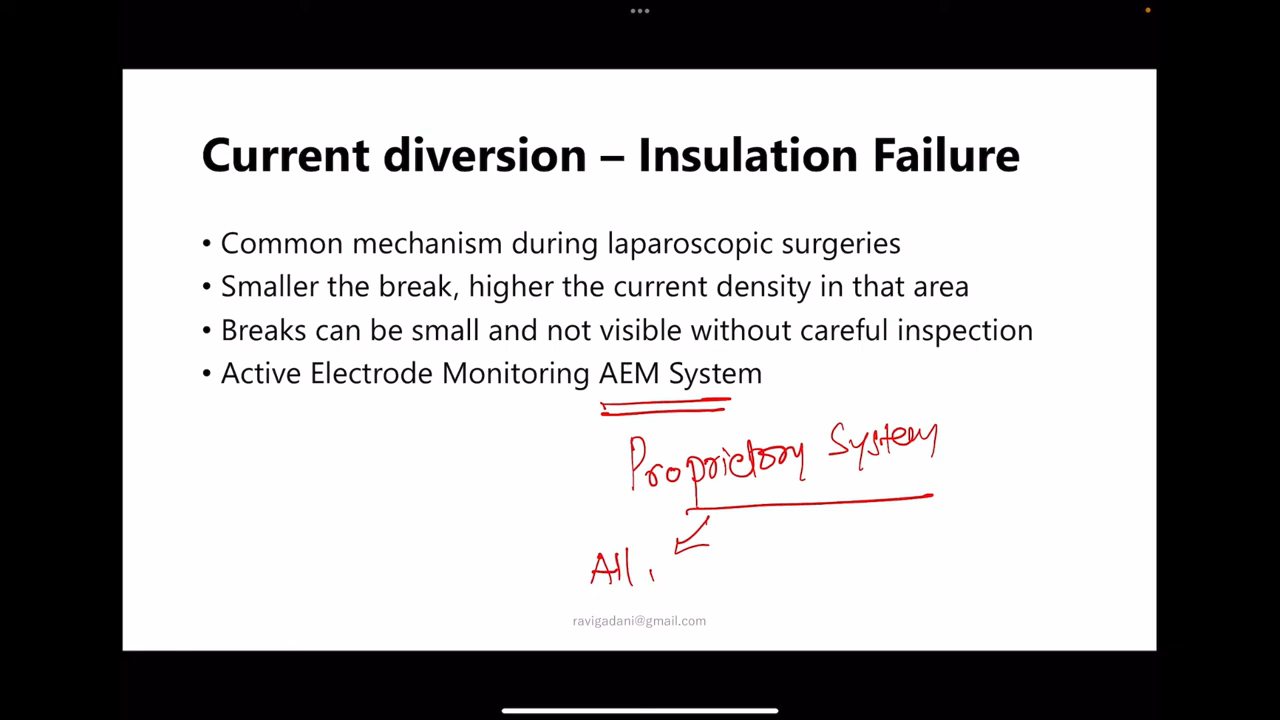 Current diversion – Insulation Failure
• Common mechanism during laparoscopic surgeries
• Smaller the break, higher the current density in that area
• Breaks can be small and not visible without careful inspection
• Active Electrode Monitoring AEM System
Proprictory System
All
ravigadani@gmail.com